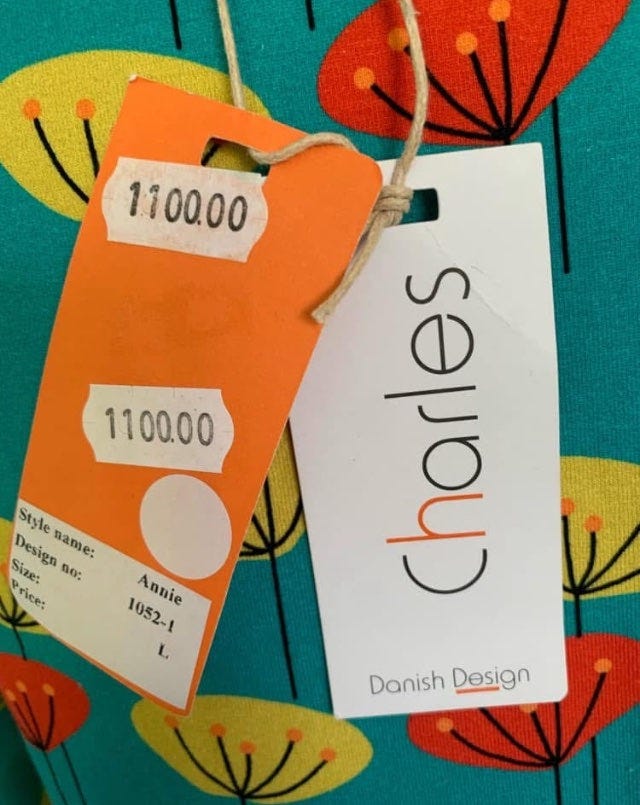 1100.00
1100.00
Style name: Annie
Design no: 1052-1
Size: L
Price:
charles
Danish Design